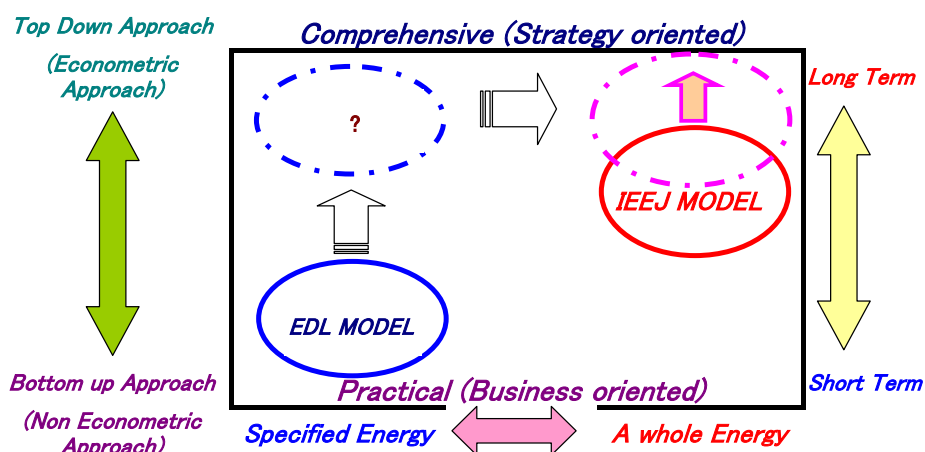 Top Down Approach
(Econometric
Approach)
Comprehensive (Strategy oriented)
Long Term
?
IEEJ MODEL
EDL MODEL
Bottom up Approach
(Non Econometric
Approach)
Practical (Business oriented)
Short Term
Specified Energy
A whole Energy